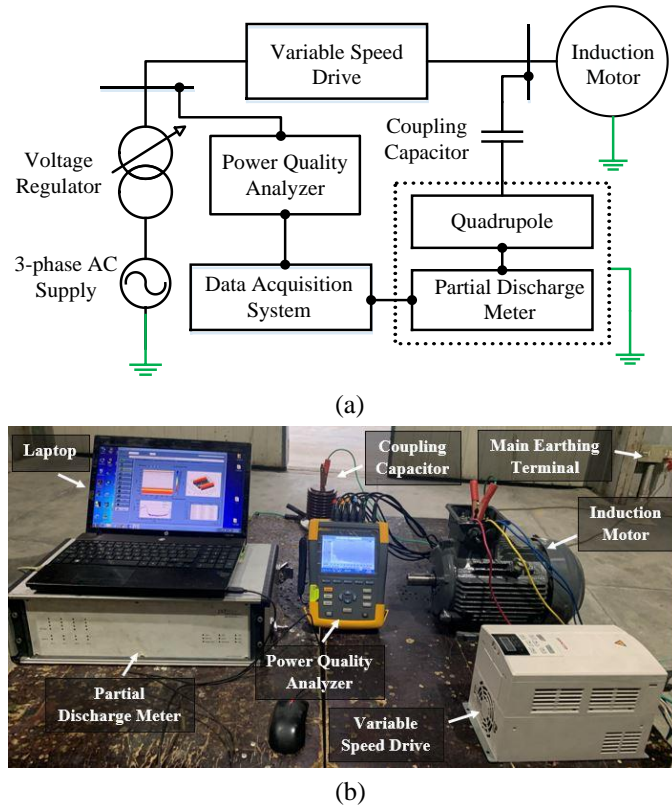 Variable Speed
Drive
Induction
Motor
Coupling
Capacitor
Voltage
Regulator
Power Quality
Analyzer
Quadrupole
3-phase AC
Supply
Data Acquisition
System
Partial Discharge
Meter
(a)
Laptop
Coupling
Capacitor
Main Earthing
Terminal
Induction
Motor
Partial
Discharge Meter
Power Quality
Analyzer
Variable
Speed Drive
(b)